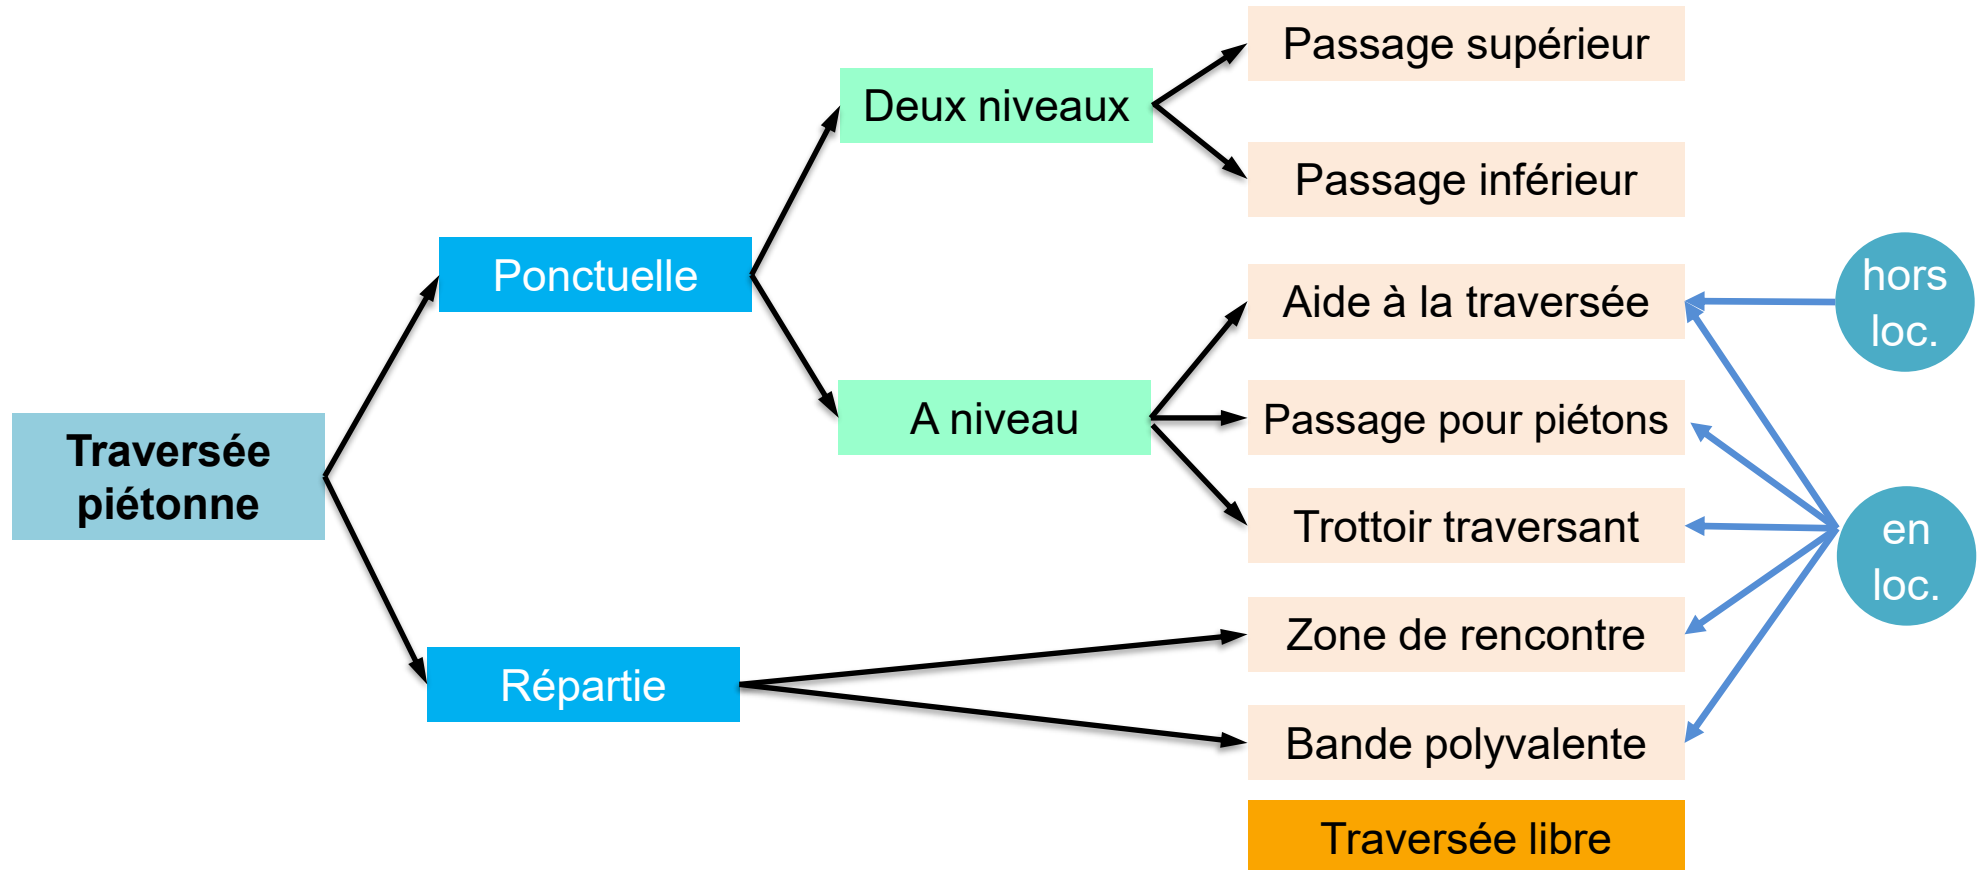 Passage supérieur
Deux niveaux
Passage inférieur
Ponctuelle
hors
loc.
Aide à la traversée
A niveau
Passage pour piétons
Traversée
piétonne
Trottoir traversant
en
loc.
Zone de rencontre
Répartie
Bande polyvalente
Traversée libre